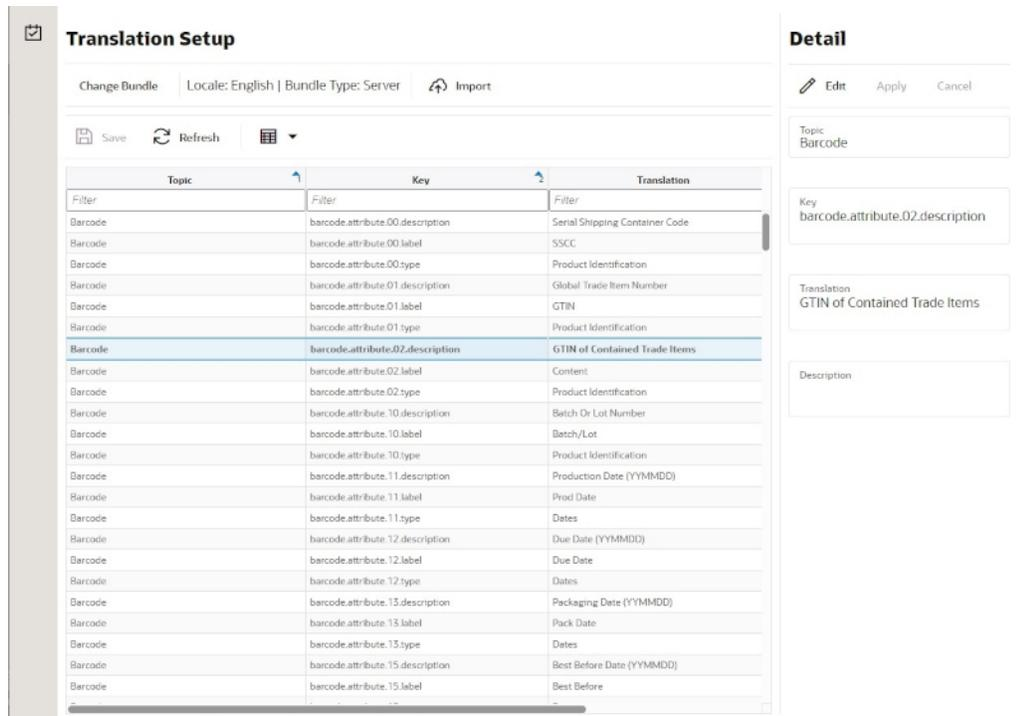 Translation Setup
Change Bundle Locale: English | Bundle Type: Server Import
Save Refresh
Topic 1 Key 2 Translation
Filter Filter Filter
Barcode barcode.attribute.00.description Serial Shipping Container Code
Barcode barcode.attribute.00.label SSCC
Barcode barcode.attribute.00.type Product Identification
Barcode barcode.attribute.01.description Global Trade Item Number
Barcode barcode.attribute.01.label GTIN
Barcode barcode.attribute.01.type Product Identification
Barcode barcode.attribute.02.description GTIN of Contained Trade Items
Barcode barcode.attribute.02.label Content
Barcode barcode.attribute.02.type Product Identification
Barcode barcode.attribute.10.description Batch Or Lot Number
Barcode barcode.attribute.10.label Batch/Lot
Barcode barcode.attribute.10.type Product Identification
Barcode barcode.attribute.11.description Production Date (YYMMDD)
Barcode barcode.attribute.11.label Prod Date
Barcode barcode.attribute.11.type Dates
Barcode barcode.attribute.12.description Due Date (YYMMDD)
Barcode barcode.attribute.12.label Due Date
Barcode barcode.attribute.12.type Dates
Barcode barcode.attribute.13.description Packaging Date (YYMMDD)
Barcode barcode.attribute.13.label Pack Date
Barcode barcode.attribute.13.type Dates
Barcode barcode.attribute.15.description Best Before Date (YYMMDD)
Barcode barcode.attribute.15.label Best Before
Detail
Edit Apply Cancel
Topic
Barcode
Key
barcode.attribute.02.description
Translation
GTIN of Contained Trade Items
Description